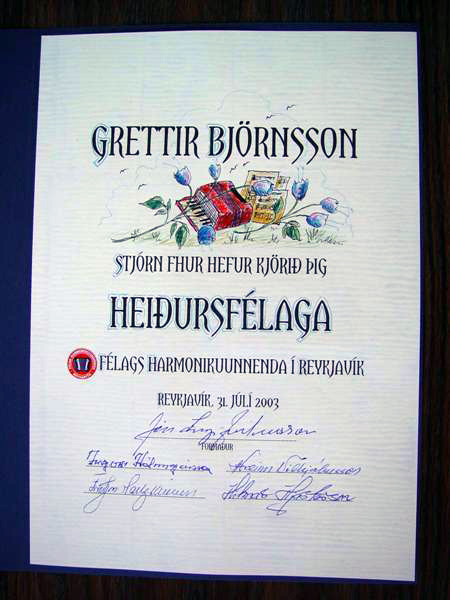 GRETTIR BJÖRNSSON
STJÓRN FHUR HEFUR KJÖRIÐ ÞIG
HEIÐURSFÉLAGA
FÉLAGS HARMONIKUUNNENDA Í REYKJAVÍK
REYKJAVÍK, 31. JÚLÍ 2003
FORMAÐUR